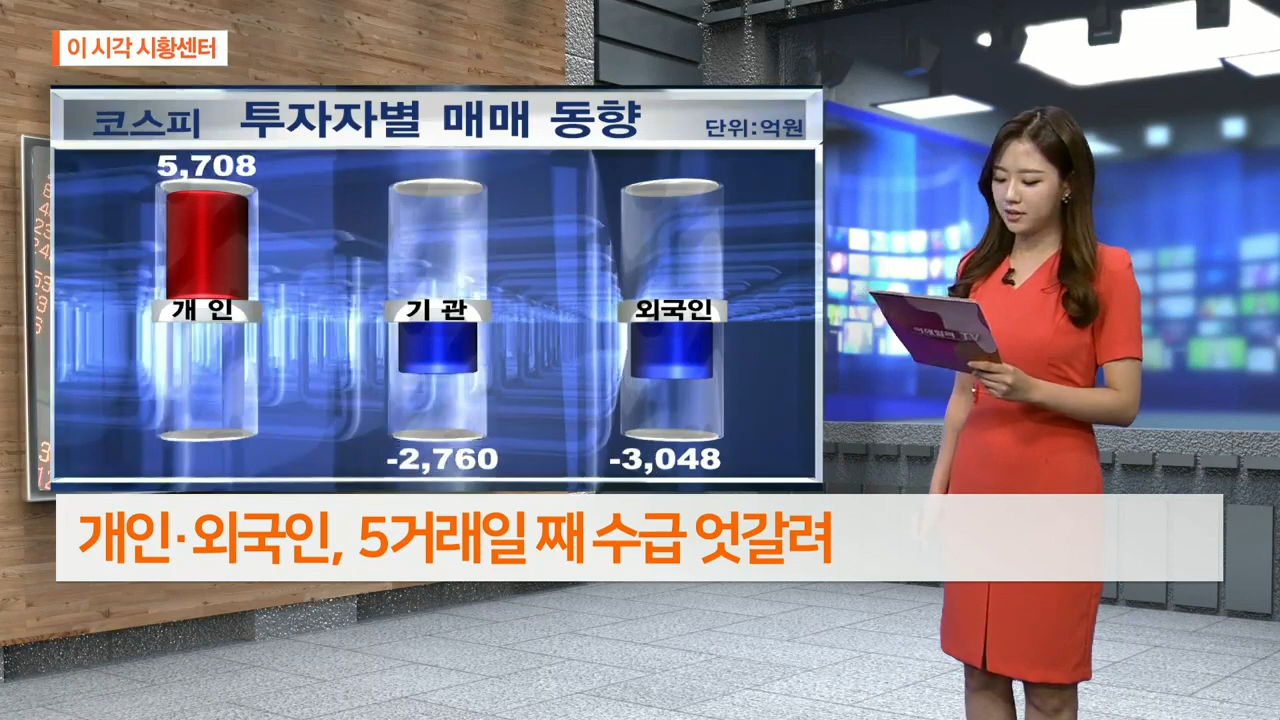 이 시각 시황센터
코스피 투자자별 매매 동향 단위:억원
5,708
개인 기관 외국인
-2,760 -3,048
개인·외국인, 5거래일 째 수급 엇갈려